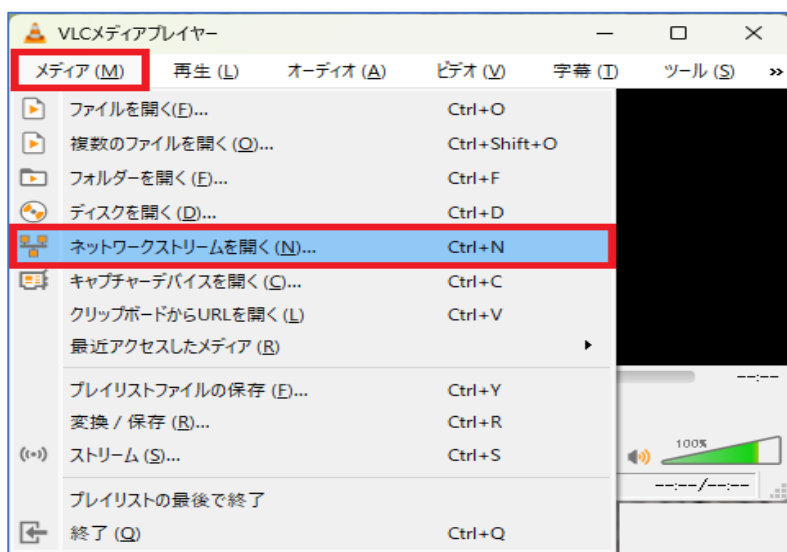 VLCメディアプレイヤー
メディア (M) 再生 (L) オーディオ (A) ビデオ (V) 字幕 (T) ツール (S) »
ファイルを開く(F)... Ctrl+O
複数のファイルを開く(O)... Ctrl+Shift+O
フォルダーを開く(F)... Ctrl+F
ディスクを開く(D)... Ctrl+D
ネットワークストリームを開く(N)... Ctrl+N
キャプチャーデバイスを開く(C)... Ctrl+C
クリップボードからURLを開く(L) Ctrl+V
最近アクセスしたメディア (R)
--:--
プレイリストファイルの保存 (F)... Ctrl+Y
変換 / 保存 (R)... Ctrl+R
100%
ストリーム (S)... Ctrl+S
--:--/--:--
プレイリストの最後で終了
終了 (Q) Ctrl+Q